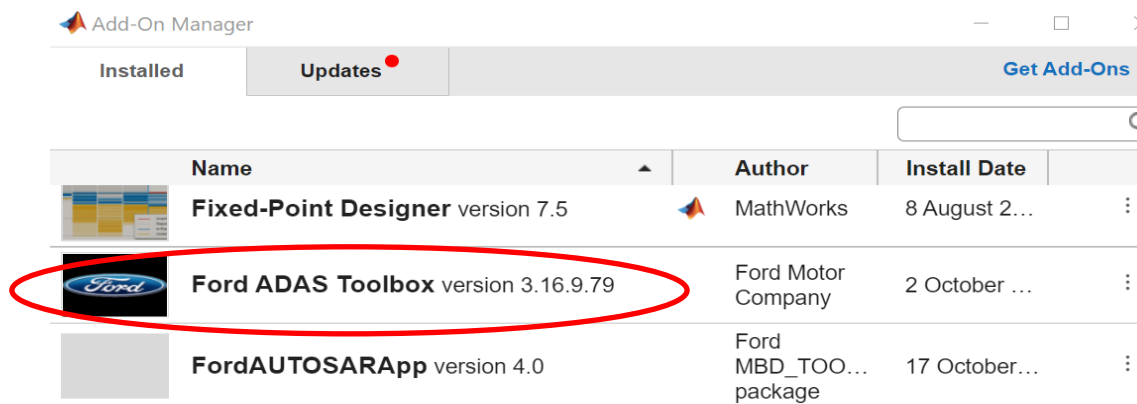 Add-On Manager
Installed
Updates
Get Add-Ons
Name
Author
Install Date
Fixed-Point Designer version 7.5
MathWorks
8 August 2...
Ford
Ford ADAS Toolbox version 3.16.9.79
Ford Motor
Company
2 October ...
FordAUTOSARApp version 4.0
Ford
MBD_TOO...
package
17 October...